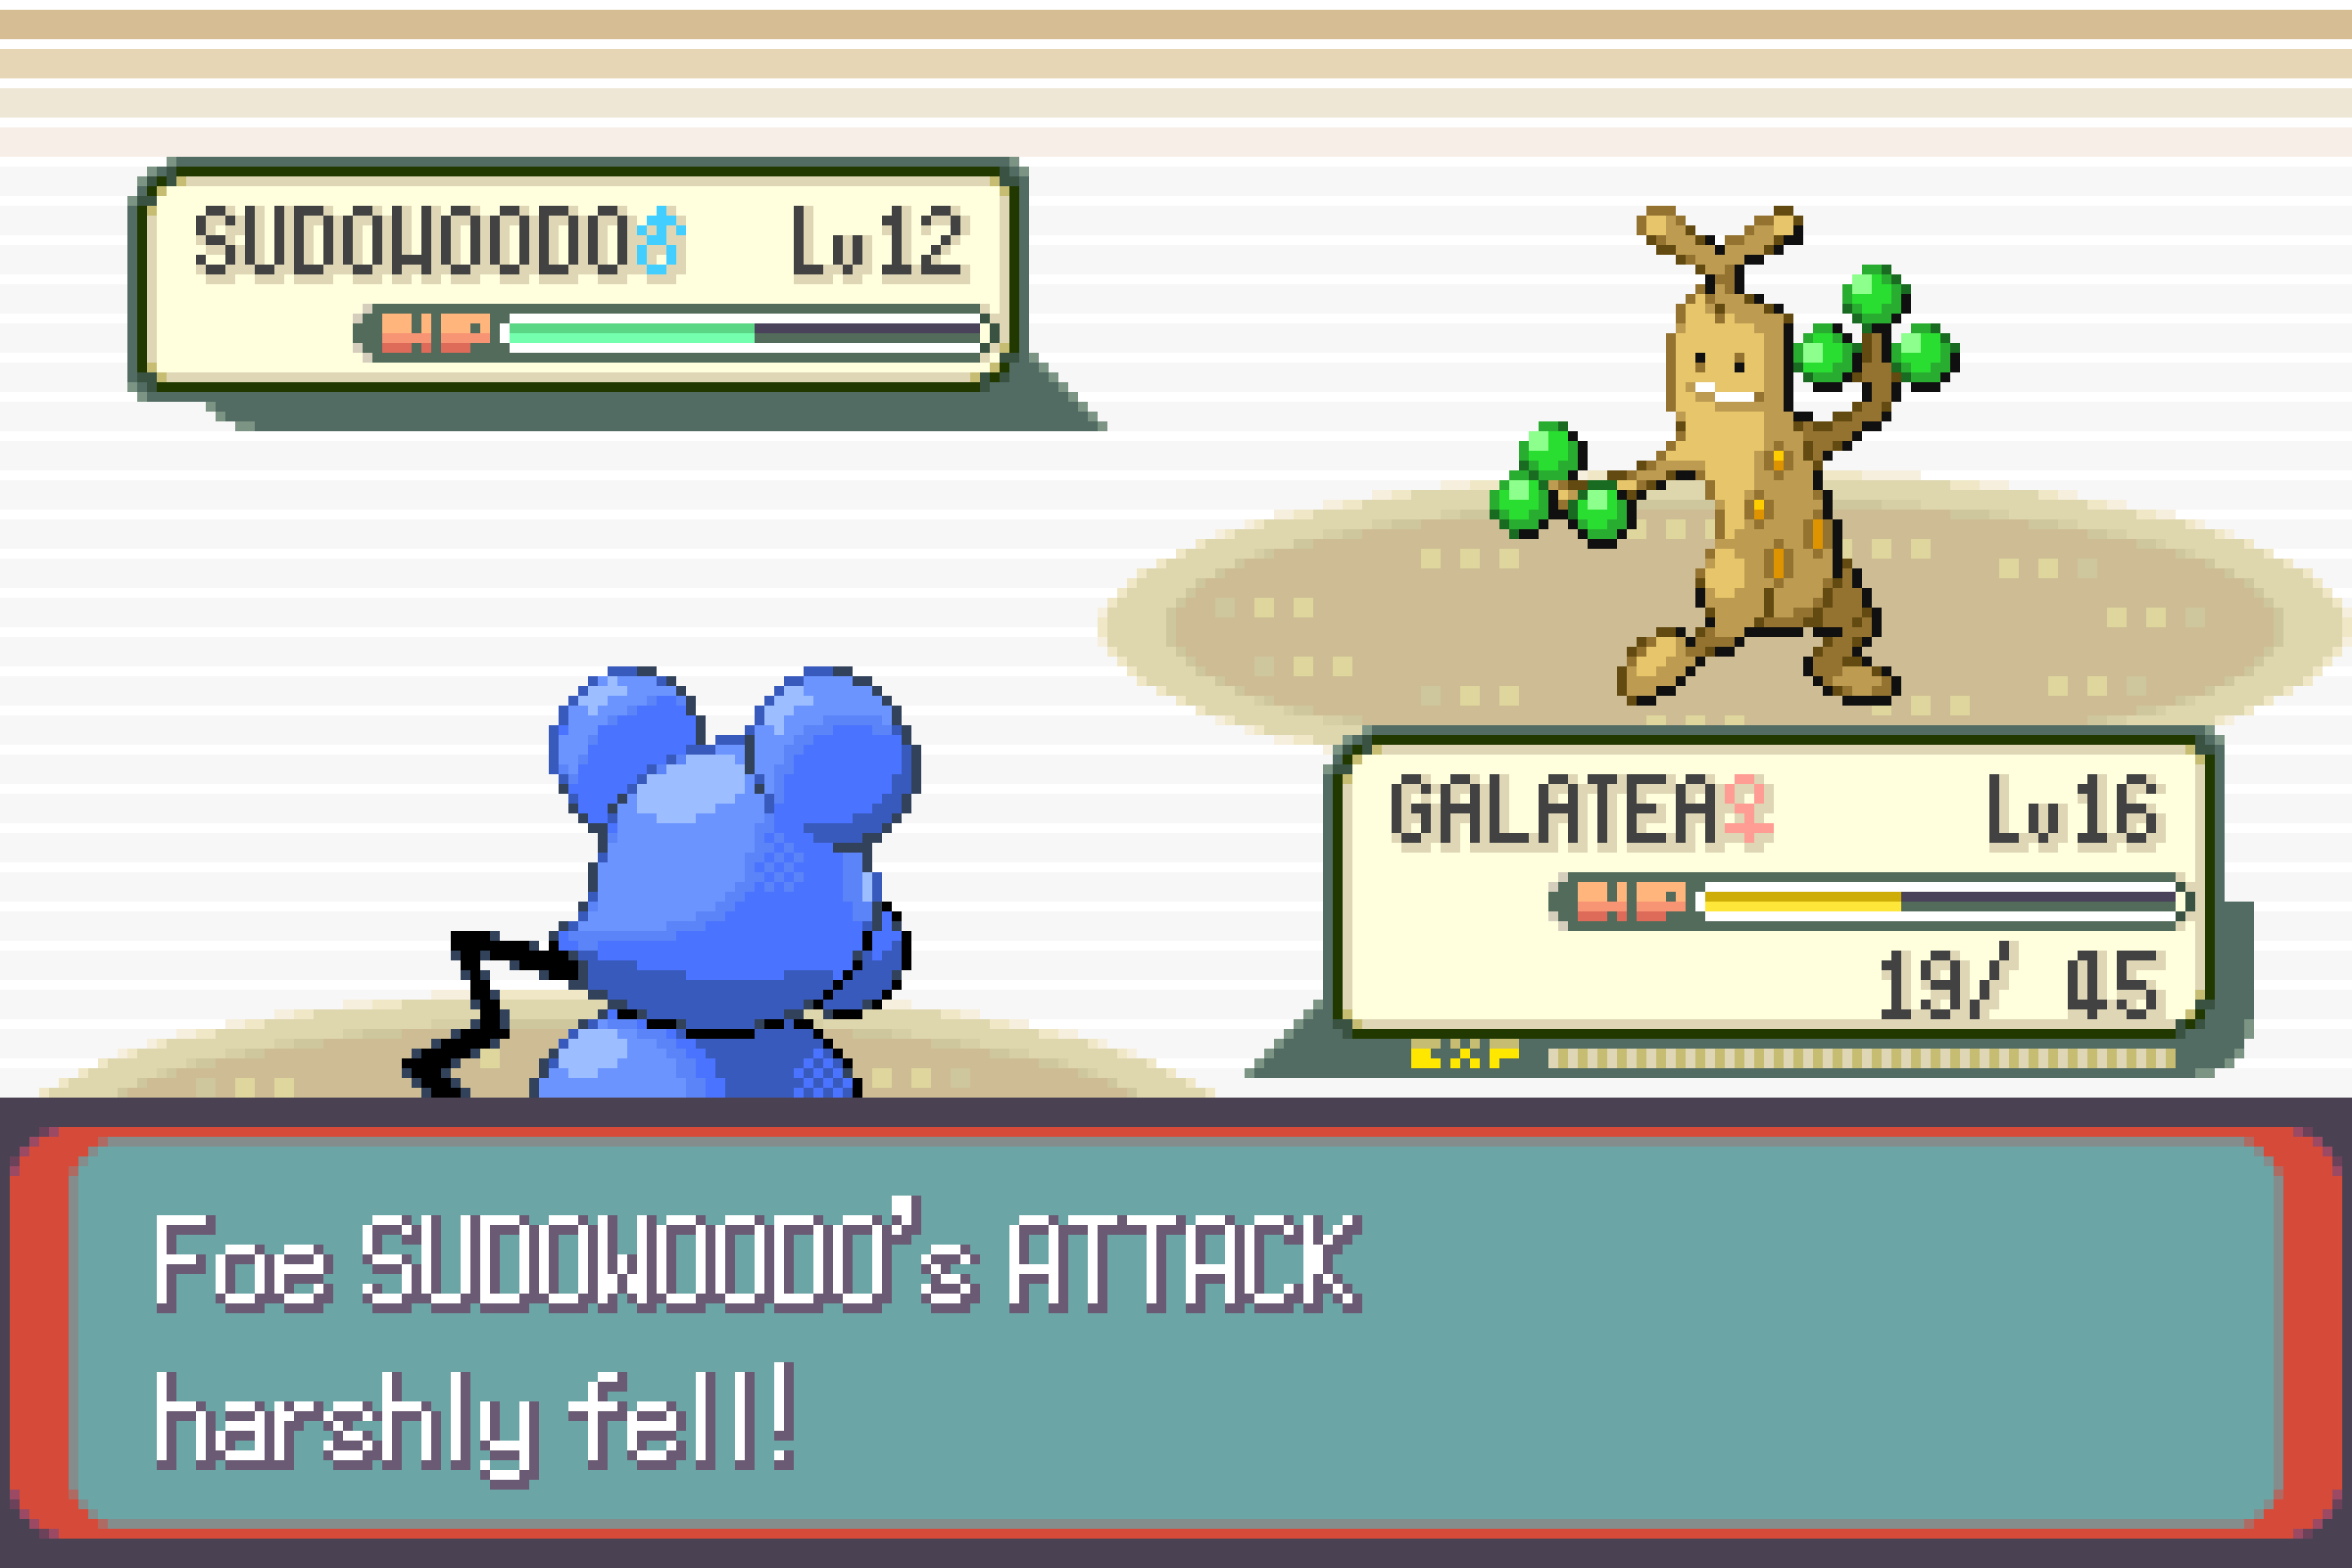 SUDOWOODO♂ Lv12
HP
GALATEA♀ Lv16
HP
19/ 45
EXP
Foe SUDOWOODO's ATTACK
harshly fell!